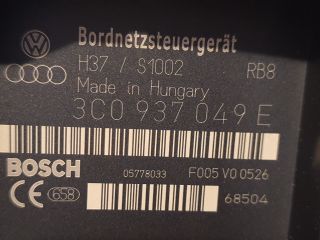 Bordnetzsteuergerät
H37 / S1002 RB8
Made in Hungary
3C0 937 049 E
BOSCH 05778033 F005 V0 0526
CE 658 68504